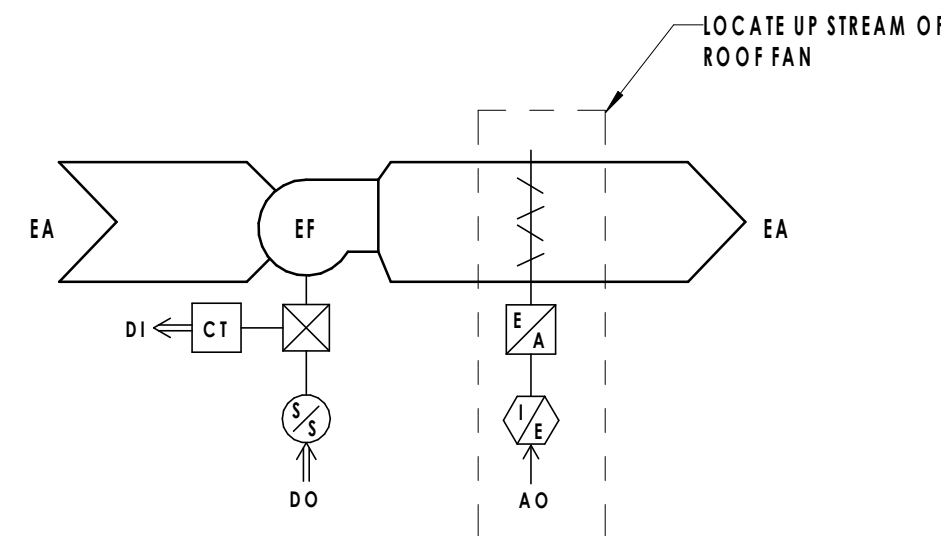 LOCATE UP STREAM OF
ROOF FAN
EA
EF
EA
DI
CT
E
A
S
S
I
E
DO
AO